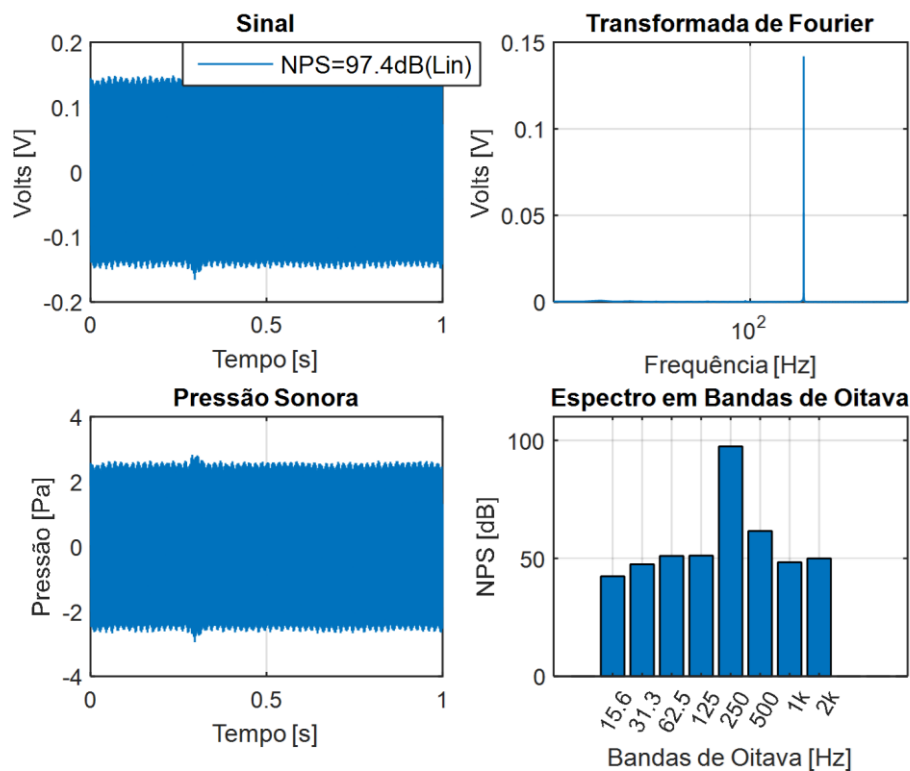 Sinal
NPS=97.4dB(Lin)
0.2
0.1
0
-0.1
-0.2
Volts [V]
0
0.5
1
Tempo [s]
Transformada de Fourier
0.15
0.1
0.05
0
Volts [V]
10^2
Frequência [Hz]
Pressão Sonora
4
2
0
-2
-4
Pressão [Pa]
0
0.5
1
Tempo [s]
Espectro em Bandas de Oitava
100
50
0
NPS [dB]
15.6
31.3
62.5
125
250
500
1k
2k
Bandas de Oitava [Hz]